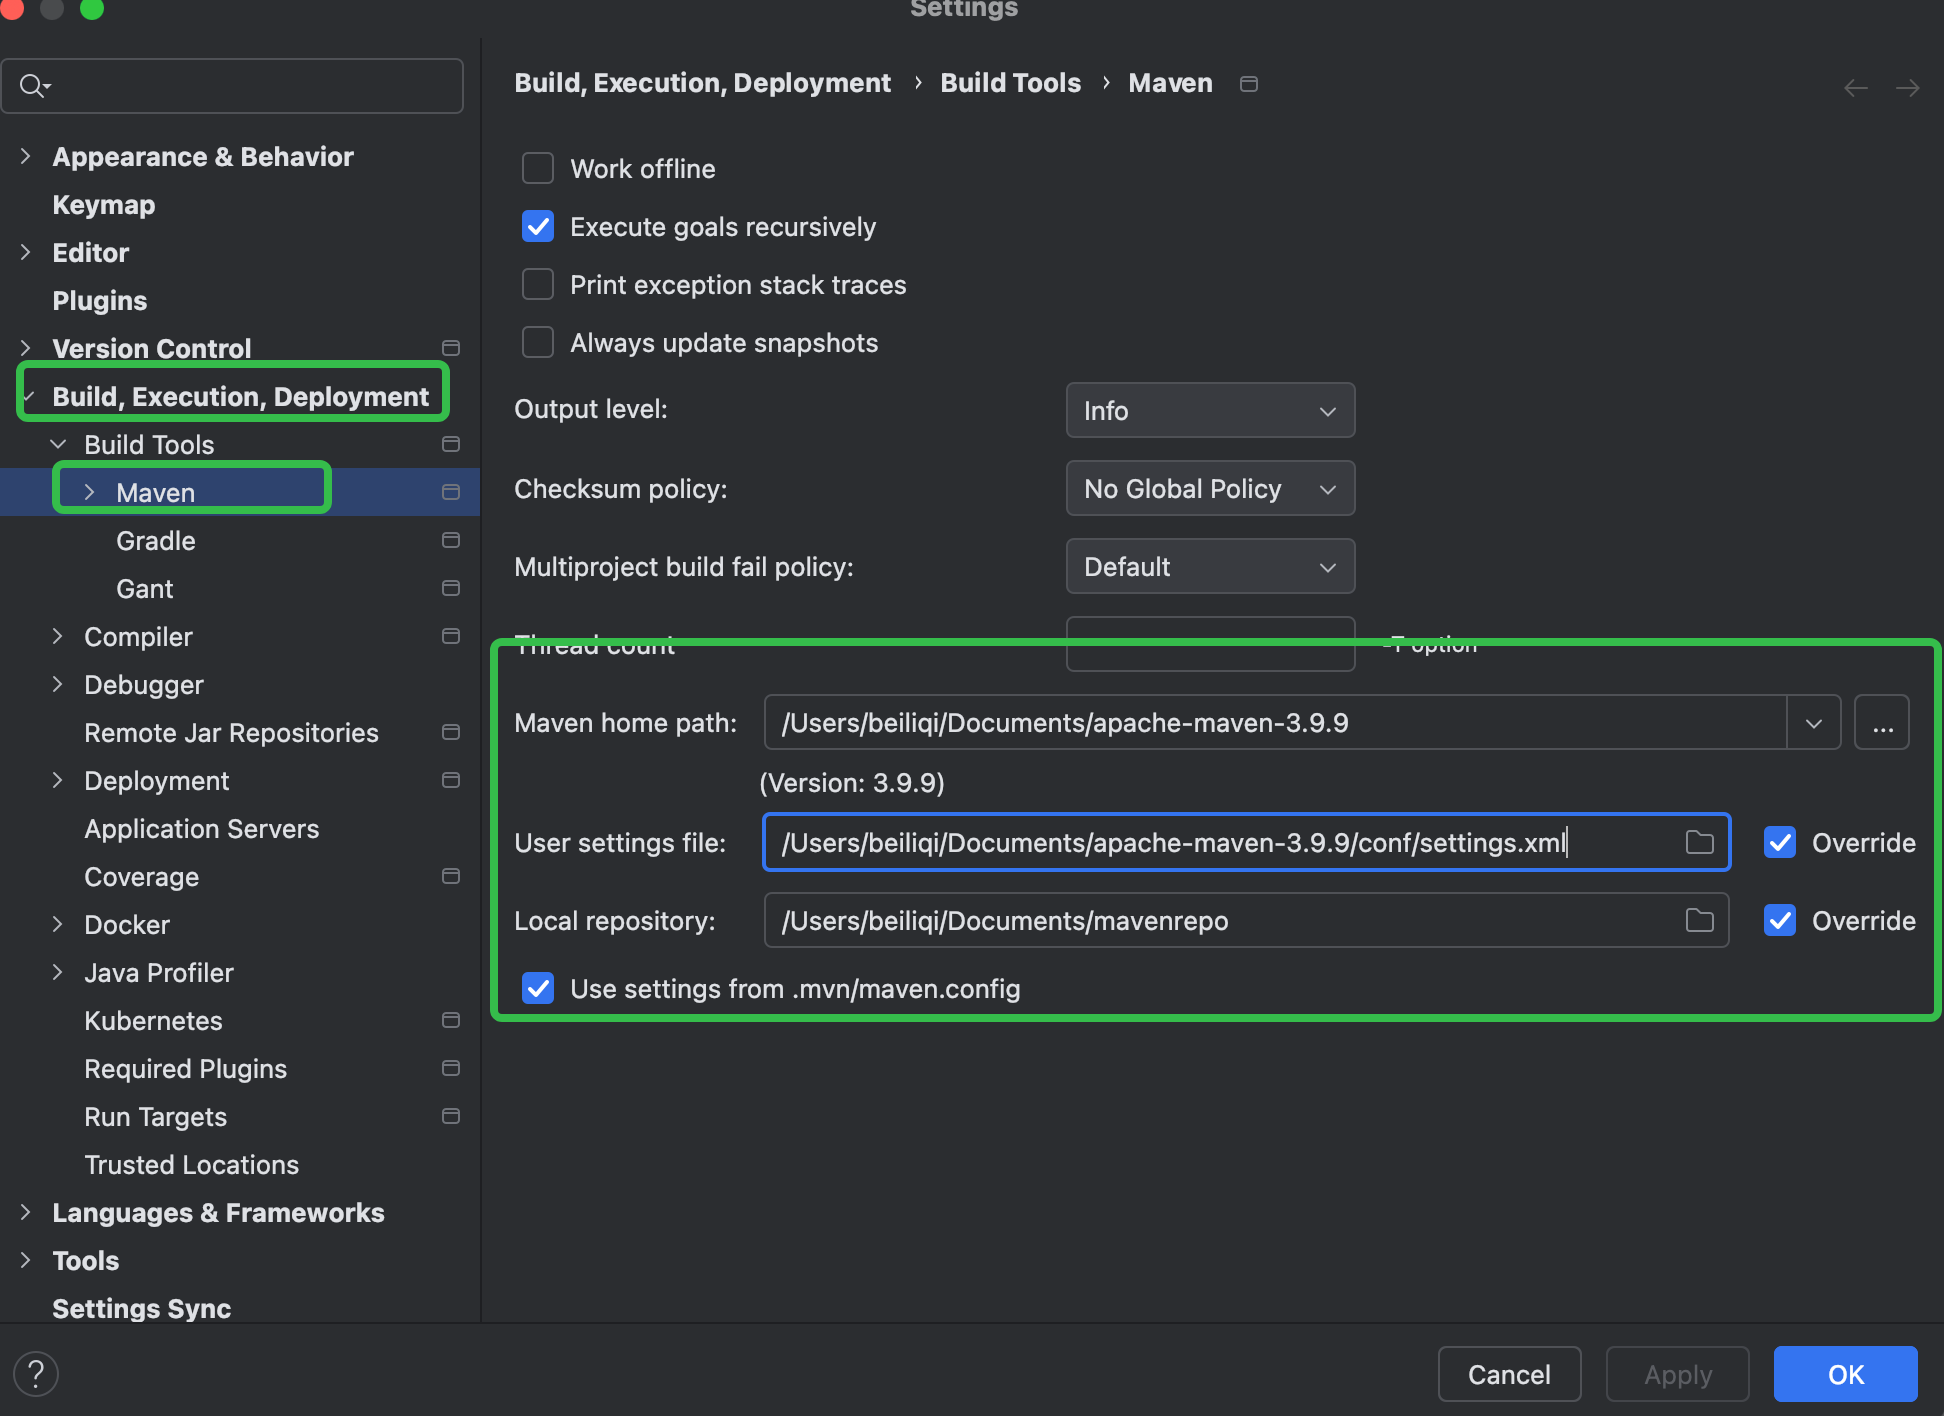 Settings
Appearance & Behavior
Keymap
Editor
Plugins
Version Control
Build, Execution, Deployment
Build Tools
Maven
Gradle
Gant
Compiler
Debugger
Remote Jar Repositories
Deployment
Application Servers
Coverage
Docker
Java Profiler
Kubernetes
Required Plugins
Run Targets
Trusted Locations
Languages & Frameworks
Tools
Settings Sync
?
Build, Execution, Deployment › Build Tools › Maven
Work offline
Execute goals recursively
Print exception stack traces
Always update snapshots
Output level: Info
Checksum policy: No Global Policy
Multiproject build fail policy: Default
Thread count -T option
Maven home path: /Users/beiliqi/Documents/apache-maven-3.9.9 ...
(Version: 3.9.9)
User settings file: /Users/beiliqi/Documents/apache-maven-3.9.9/conf/settings.xml Override
Local repository: /Users/beiliqi/Documents/mavenrepo Override
Use settings from .mvn/maven.config
Cancel Apply OK